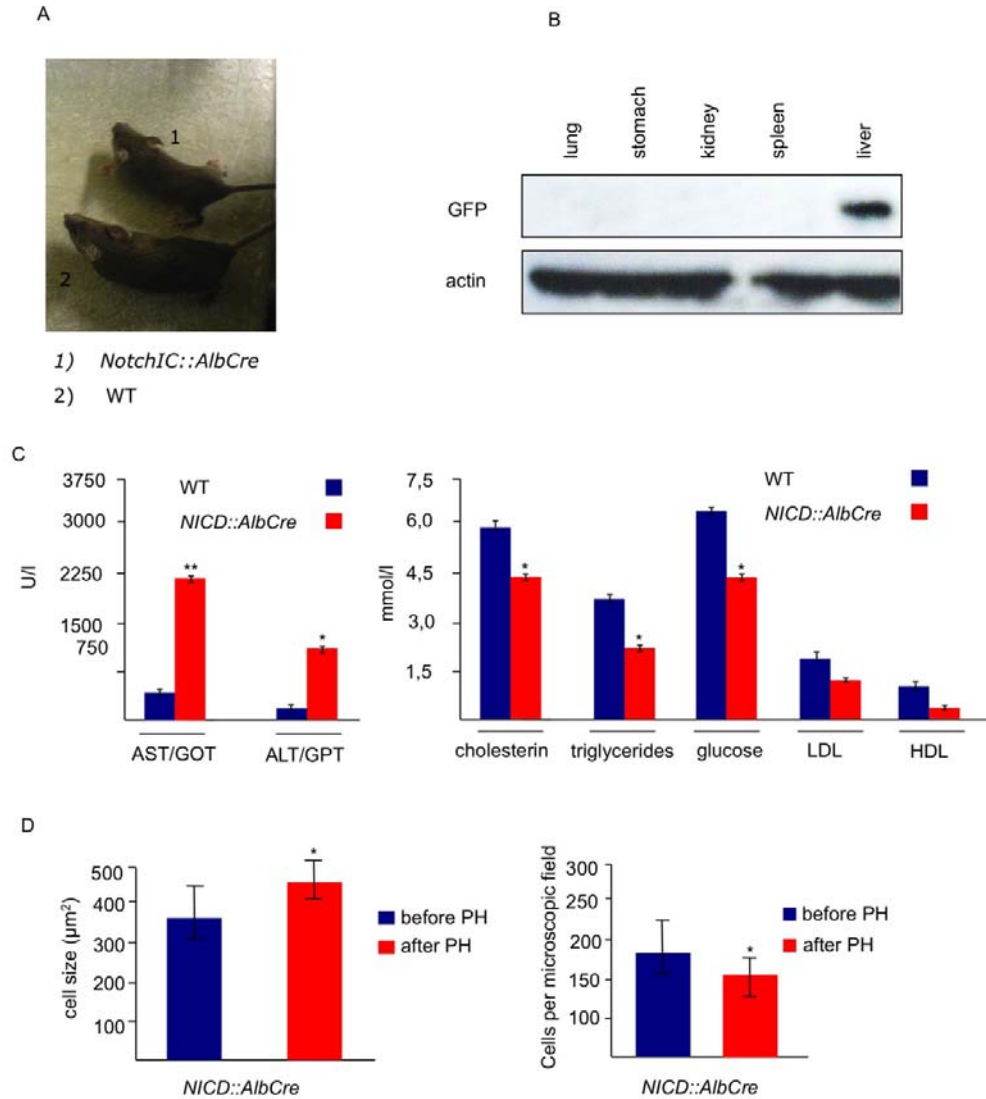 A
1
2
1) NotchIC::AlbCre
2) WT
B
lung
stomach
kidney
spleen
liver
GFP
actin
C
3750
3000
2250
1500
750
U/l
WT
NICD::AlbCre
**
*
AST/GOT
ALT/GPT
7,5
6,0
4,5
3,0
1,5
mmol/l
WT
NICD::AlbCre
*
*
*
cholesterin
triglycerides
glucose
LDL
HDL
D
500
400
300
200
100
cell size (µm²)
*
before PH
after PH
NICD::AlbCre
300
250
200
150
100
Cells per microscopic field
*
before PH
after PH
NICD::AlbCre